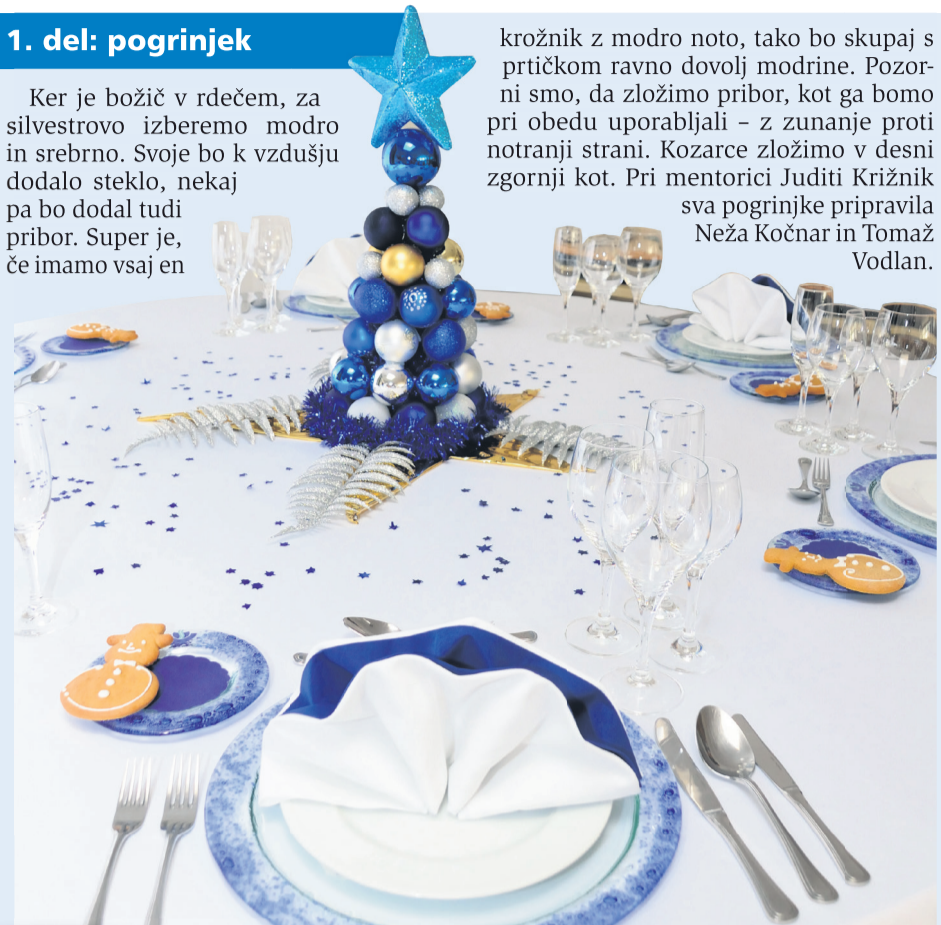 1. del: pogrinjek
Ker je božič v rdečem, za
silvestrovo izberemo modro
in srebrno. Svoje bo k vzdušju
dodalo steklo, nekaj
pa bo dodal tudi
pribor. Super je,
če imamo vsaj en
krožnik z modro noto, tako bo skupaj s
prtičkom ravno dovolj modrine. Pozor-
ni smo, da zložimo pribor, kot ga bomo
pri obedu uporabljali – z zunanje proti
notranji strani. Kozarce zložimo v desni
zgornji kot. Pri mentorici Juditi Križnik
sva pogrinjke pripravila
Neža Kočnar in Tomaž
Vodlan.